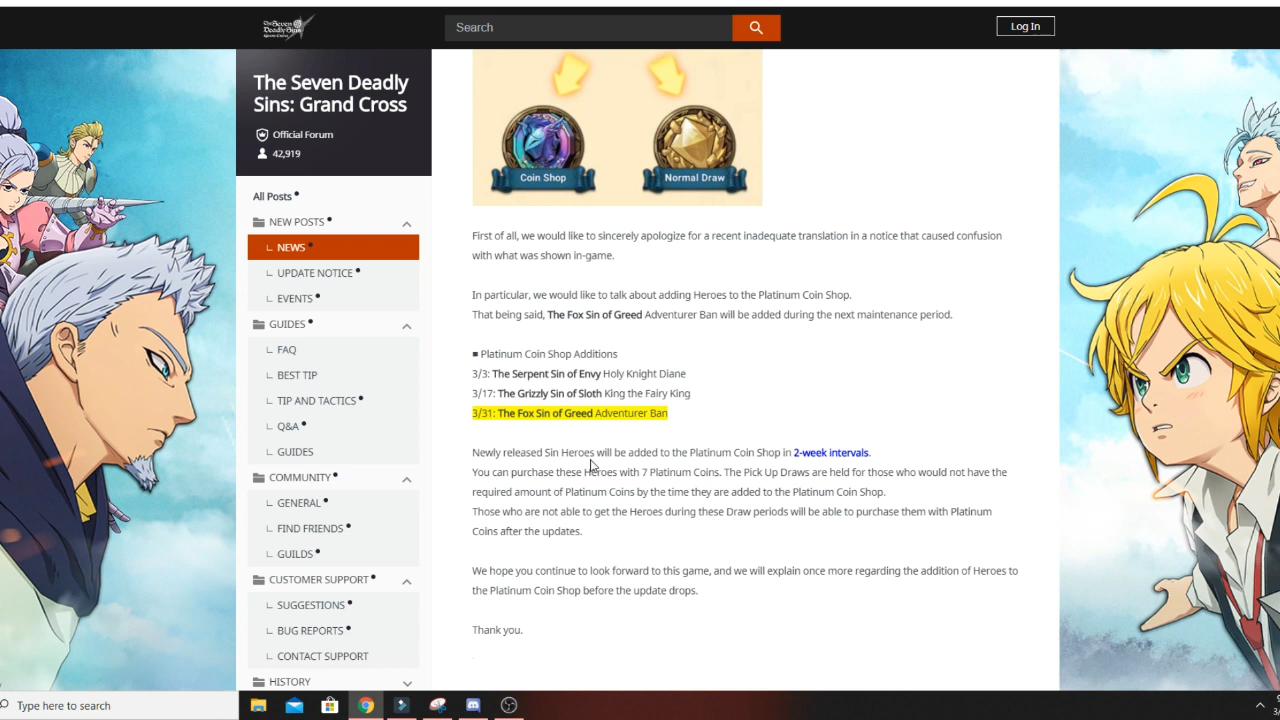 The Seven
Deadly Sins
Search
Log In
The Seven Deadly
Sins: Grand Cross
Official Forum
42,919
All Posts
NEW POSTS
NEWS
UPDATE NOTICE
EVENTS
GUIDES
FAQ
BEST TIP
TIP AND TACTICS
Q&A
GUIDES
COMMUNITY
GENERAL
FIND FRIENDS
GUILDS
CUSTOMER SUPPORT
SUGGESTIONS
BUG REPORTS
CONTACT SUPPORT
HISTORY
Coin Shop
Normal Draw
First of all, we would like to sincerely apologize for a recent inadequate translation in a notice that caused confusion
with what was shown in-game.
In particular, we would like to talk about adding Heroes to the Platinum Coin Shop.
That being said, The Fox Sin of Greed Adventurer Ban will be added during the next maintenance period.
■ Platinum Coin Shop Additions
3/3: The Serpent Sin of Envy Holy Knight Diane
3/17: The Grizzly Sin of Sloth King the Fairy King
3/31: The Fox Sin of Greed Adventurer Ban
Newly released Sin Heroes will be added to the Platinum Coin Shop in 2-week intervals.
You can purchase these Heroes with 7 Platinum Coins. The Pick Up Draws are held for those who would not have the
required amount of Platinum Coins by the time they are added to the Platinum Coin Shop.
Those who are not able to get the Heroes during these Draw periods will be able to purchase them with Platinum
Coins after the updates.
We hope you continue to look forward to this game, and we will explain once more regarding the addition of Heroes to
the Platinum Coin Shop before the update drops.
Thank you.
Type here to search